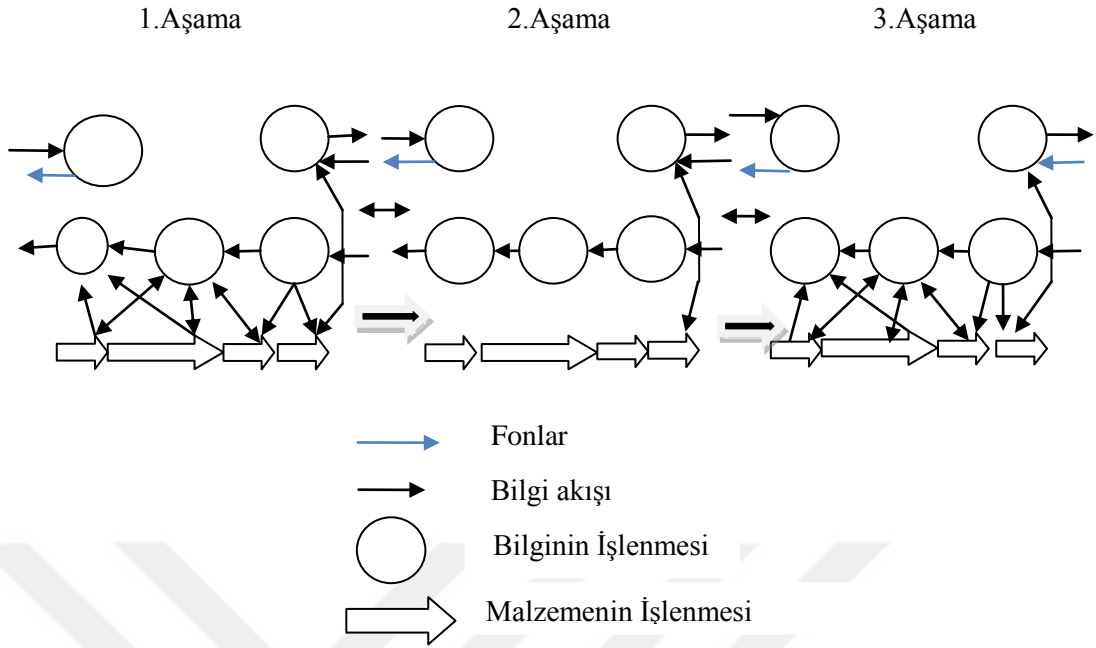 1.Aşama
2.Aşama
3.Aşama
Fonlar
Bilgi akışı
Bilginin İşlenmesi
Malzemenin İşlenmesi